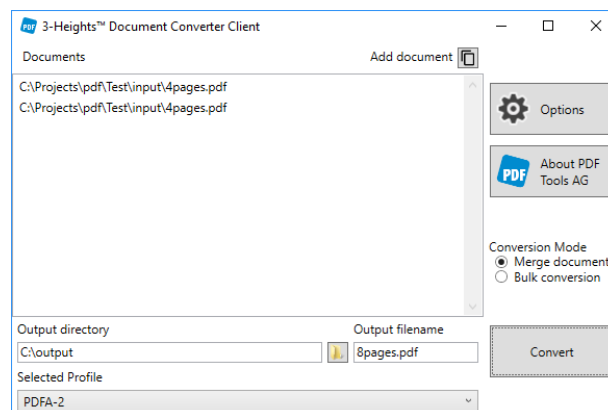 PDF 3-Heights™ Document Converter Client
Documents
Add document
C:\Projects\pdf\Test\input\4pages.pdf
C:\Projects\pdf\Test\input\4pages.pdf
Options
PDF
About PDF
Tools AG
Conversion Mode
Merge document
Bulk conversion
Output directory
Output filename
C:\output
8pages.pdf
Convert
Selected Profile
PDFA-2